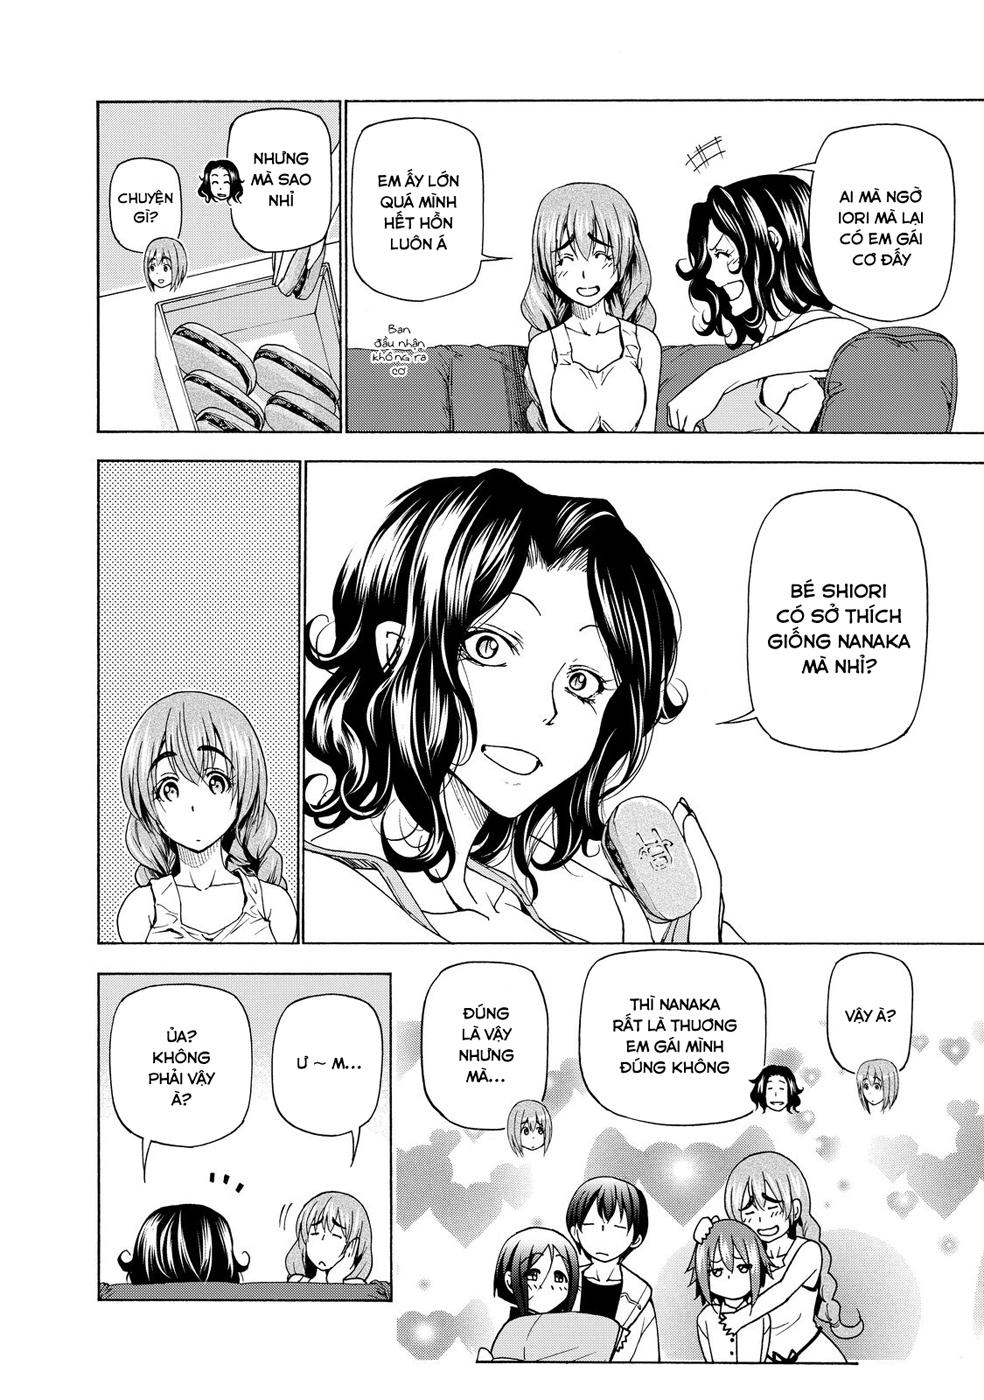 AI MÀ NGỜ
IORI MÀ LẠI
CÓ EM GÁI
CƠ ĐẤY
EM ẤY LỚN
QUÁ MÌNH
HẾT HỒN
LUÔN Á
Ban
đầu nhận
không ra
cơ
NHƯNG
MÀ SAO
NHỈ
CHUYỆN
GÌ?
BÉ SHIORI
CÓ SỞ THÍCH
GIỐNG NANAKA
MÀ NHỈ?
VẬY À?
THÌ NANAKA
RẤT LÀ THUƠNG
EM GÁI MÌNH
ĐÚNG KHÔNG
ĐÚNG
LÀ VẬY
NHƯNG
MÀ...
Ư ~ M...
ỦA?
KHÔNG
PHẢI VẬY
À?